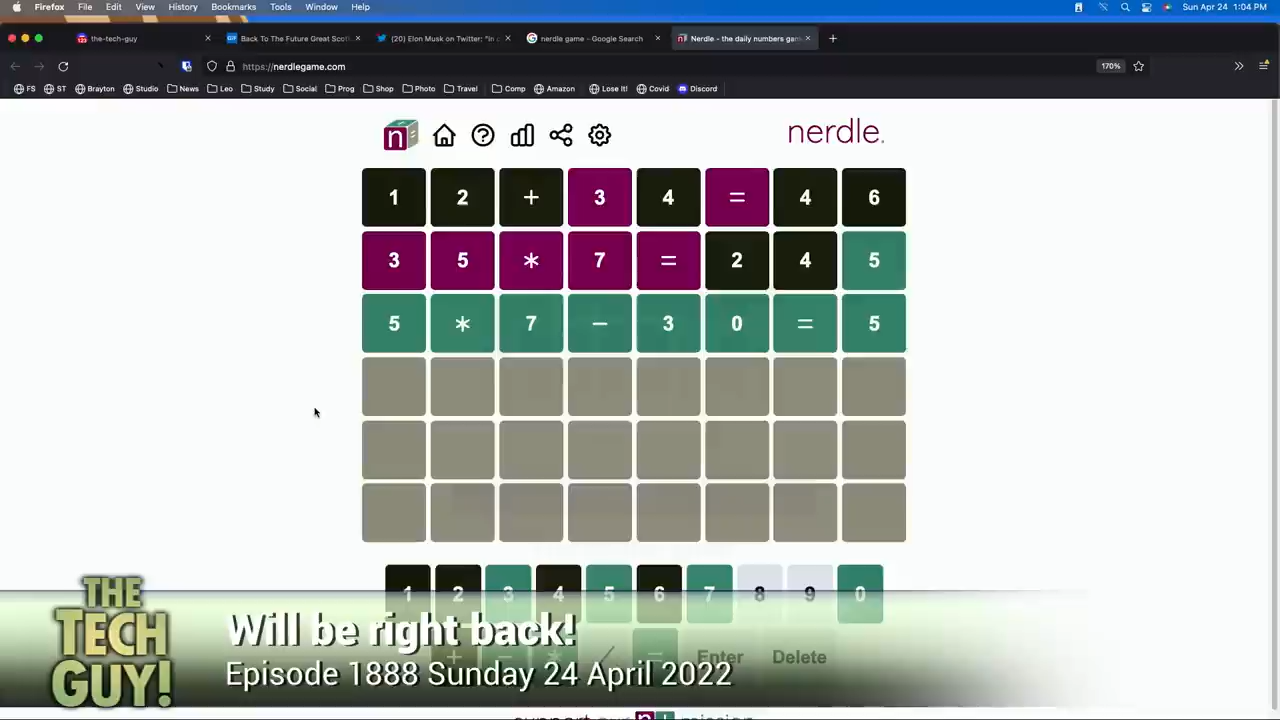 Firefox File Edit View History Bookmarks Tools Window Help Sun Apr 24 1:04 PM
the-tech-guy Back To The Future Great Scot (20) Elon Musk on Twitter: "in c nerdle game - Google Search Nerdle - the daily numbers gam
https://nerdlegame.com 170%
FS ST Brayton Studio News Leo Study Social Prog Shop Photo Travel Comp Amazon Lose It! Covid Discord
n nerdle.
1 2 + 3 4 = 4 6
3 5 * 7 = 2 4 5
5 * 7 - 3 0 = 5
1 2 3 4 5 6 7 8 9 0
+ - * / = Enter Delete
THE TECH GUY!
Will be right back!
Episode 1888 Sunday 24 April 2022